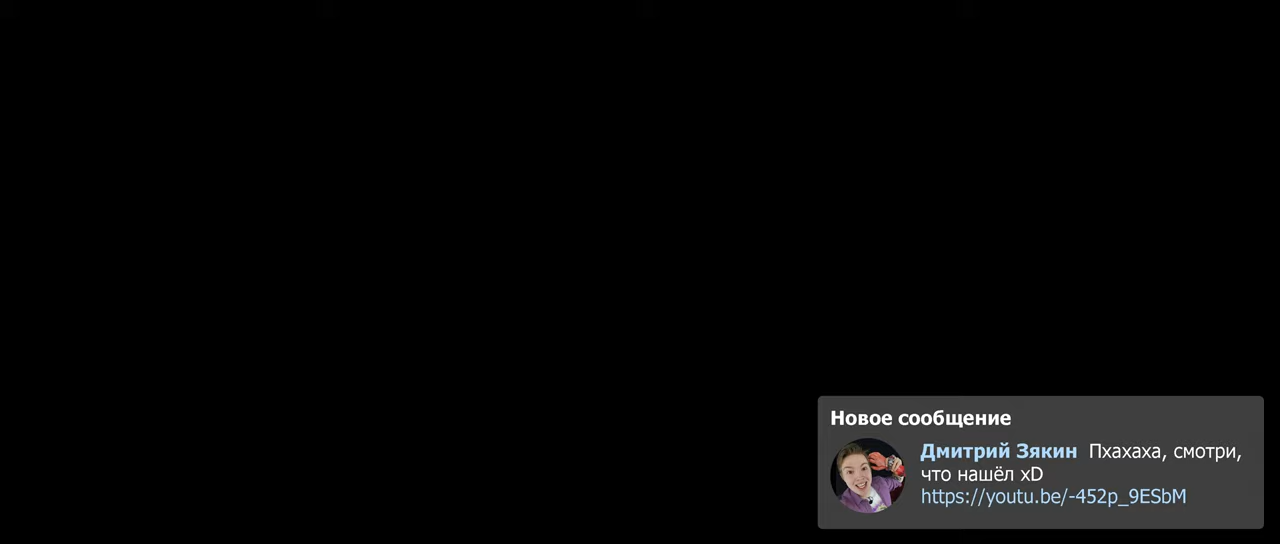 Новое сообщение
Дмитрий Зякин Пхахаха, смотри,
что нашёл xD
https://youtu.be/-452p_9ESbM